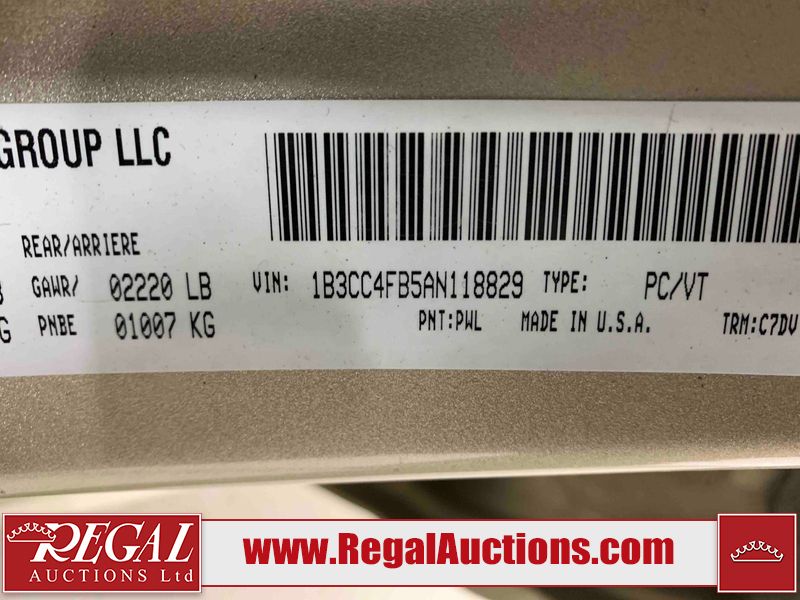 GROUP LLC
REAR/ARRIERE
GAWR/ 02220 LB VIN: 1B3CC4FB5AN118829 TYPE: PC/VT
G PNBE 01007 KG PNT:PWL MADE IN U.S.A. TRM:C7DV
REGAL
AUCTIONS Ltd
www.RegalAuctions.com